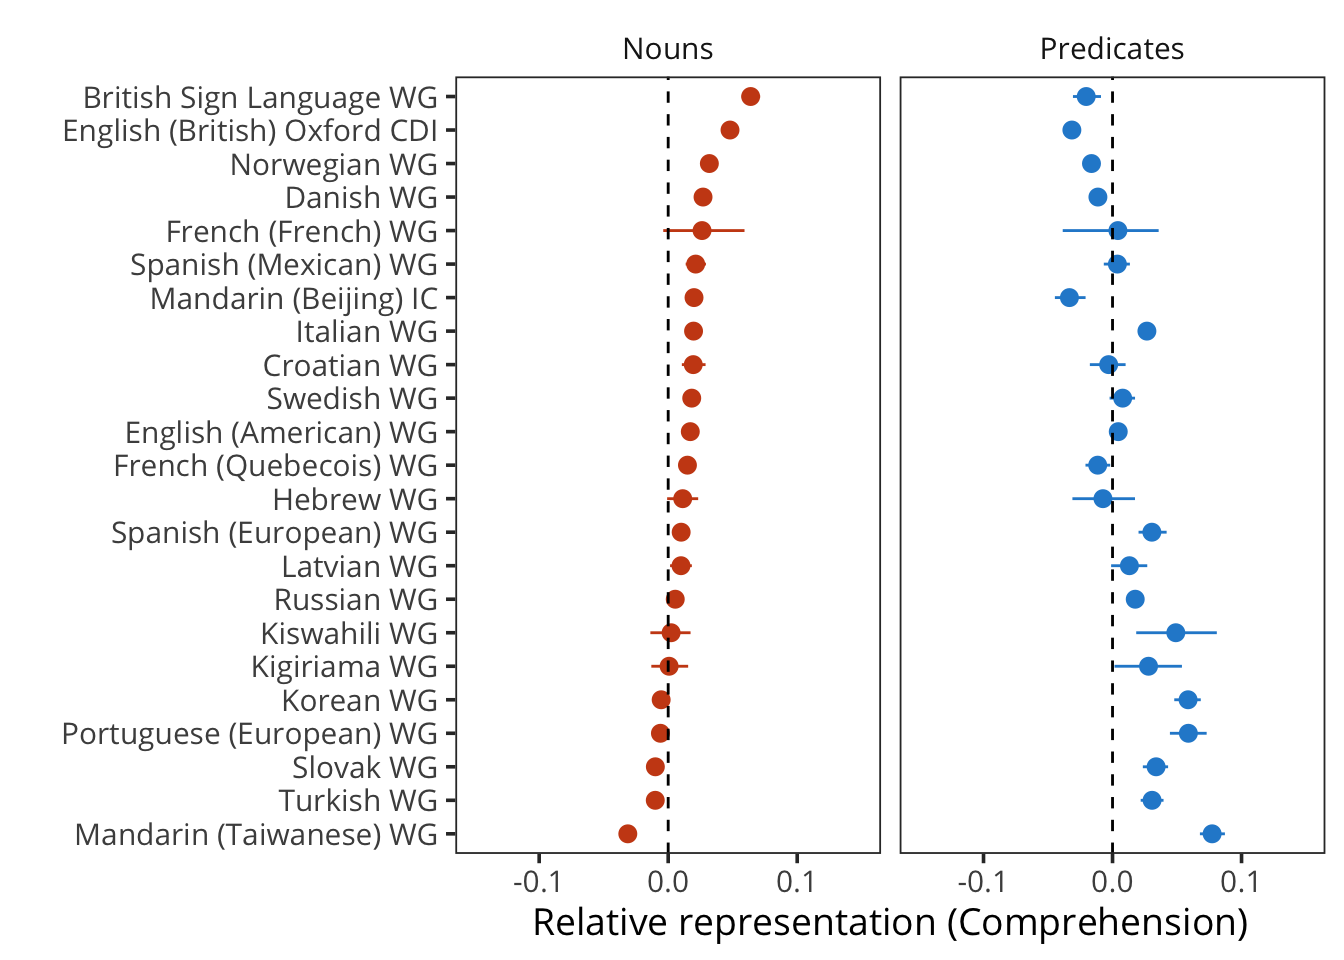 Nouns
Predicates
British Sign Language WG
English (British) Oxford CDI
Norwegian WG
Danish WG
French (French) WG
Spanish (Mexican) WG
Mandarin (Beijing) IC
Italian WG
Croatian WG
Swedish WG
English (American) WG
French (Quebecois) WG
Hebrew WG
Spanish (European) WG
Latvian WG
Russian WG
Kiswahili WG
Kigiriama WG
Korean WG
Portuguese (European) WG
Slovak WG
Turkish WG
Mandarin (Taiwanese) WG
-0.1 0.0 0.1
-0.1 0.0 0.1
Relative representation (Comprehension)